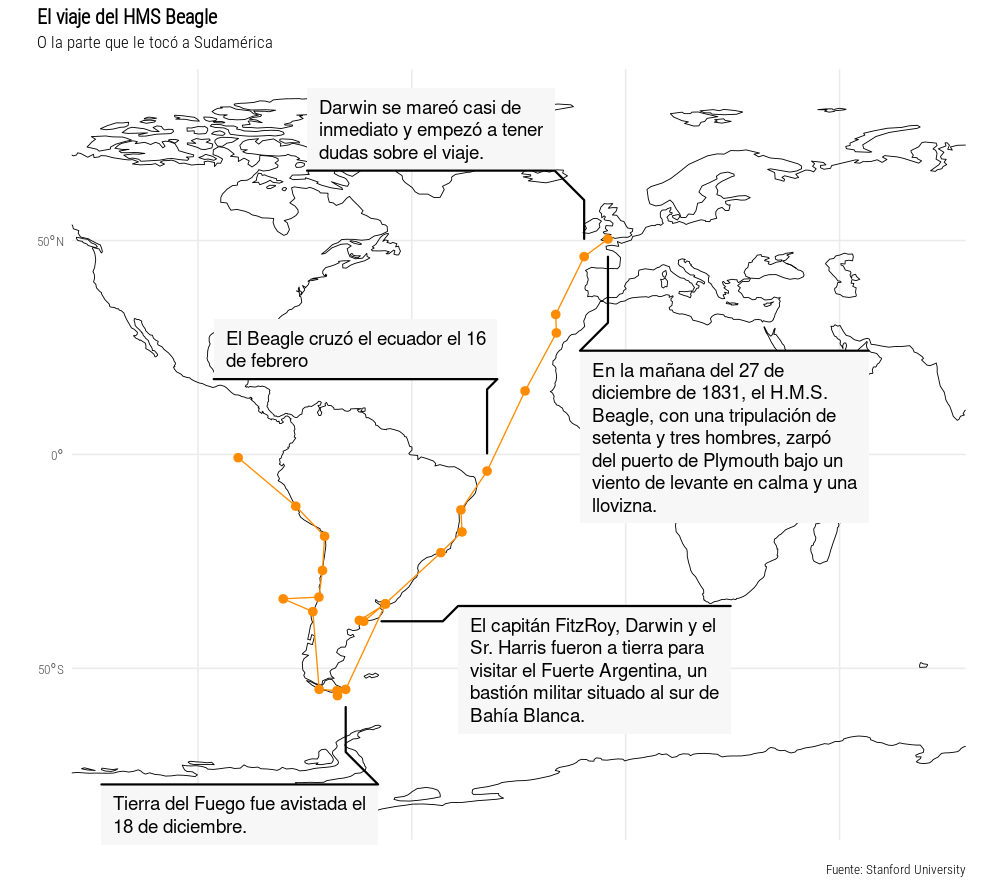 El viaje del HMS Beagle
O la parte que le tocó a Sudamérica
Darwin se mareó casi de
inmediato y empezó a tener
dudas sobre el viaje.
50°N
El Beagle cruzó el ecuador el 16
de febrero
En la mañana del 27 de
diciembre de 1831, el H.M.S.
Beagle, con una tripulación de
setenta y tres hombres, zarpó
del puerto de Plymouth bajo un
viento de levante en calma y una
llovizna.
0°
El capitán FitzRoy, Darwin y el
Sr. Harris fueron a tierra para
visitar el Fuerte Argentina, un
bastión militar situado al sur de
Bahía Blanca.
50°S
Tierra del Fuego fue avistada el
18 de diciembre.
Fuente: Stanford University